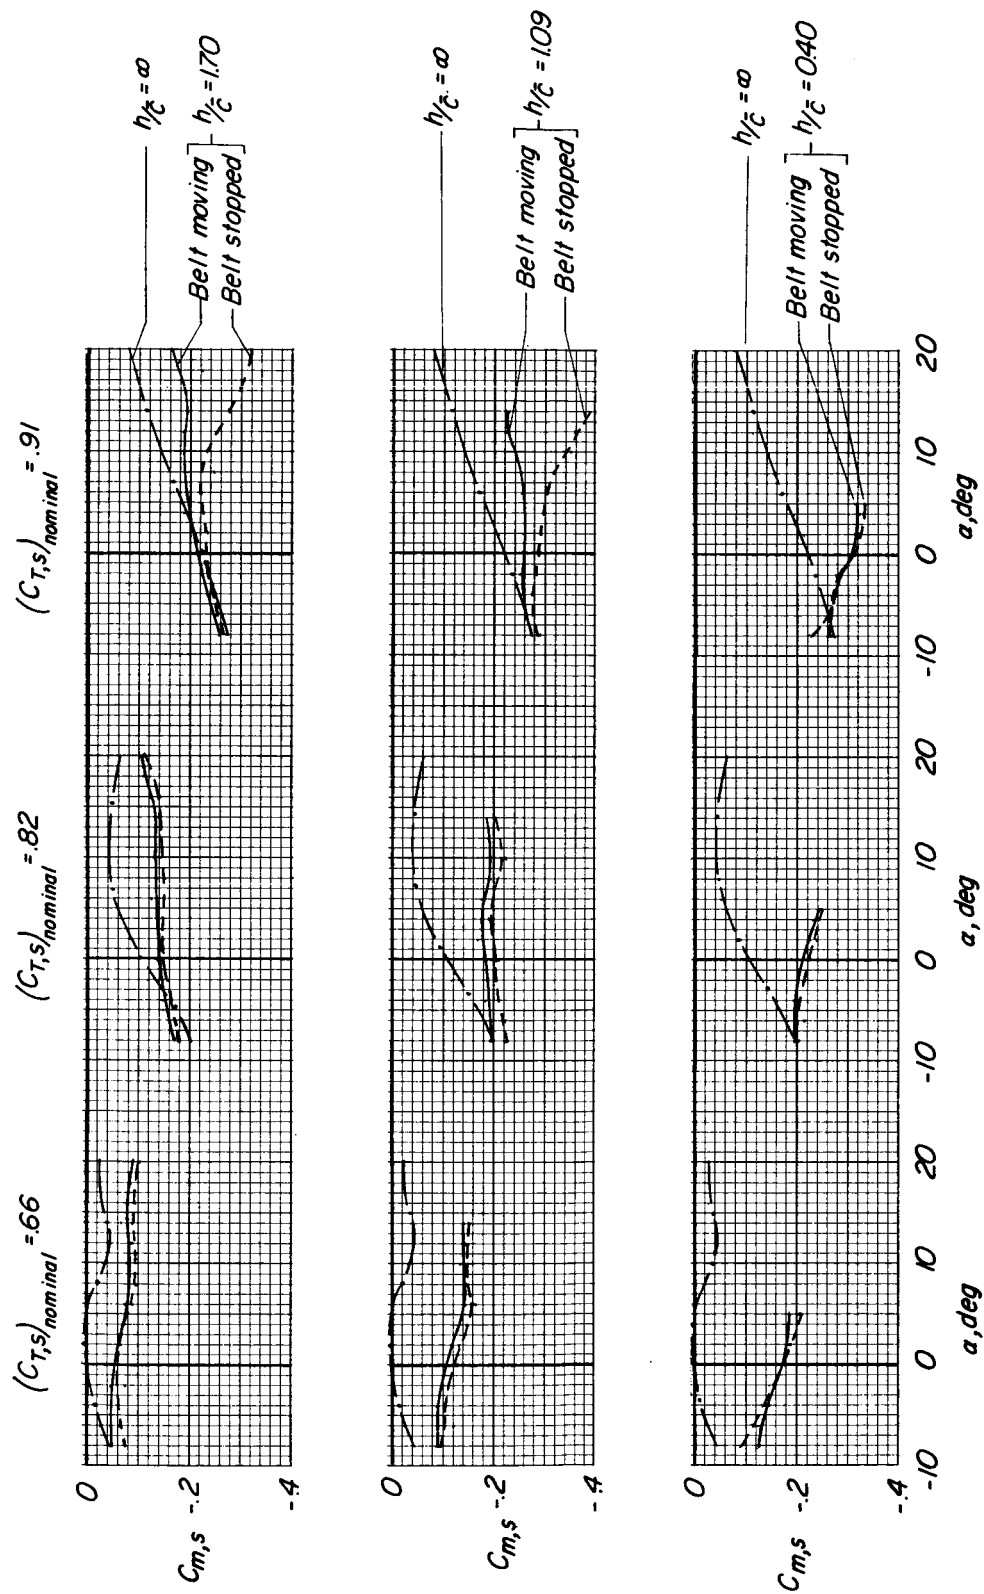 (C_T,s)_nominal = .66
(C_T,s)_nominal = .82
(C_T,s)_nominal = .91
0
-.2
-.4
C_m,s
h/c̄ = ∞
Belt moving
Belt stopped
h/c̄ = 1.70
0
-.2
-.4
C_m,s
h/c̄ = ∞
Belt moving
Belt stopped
h/c̄ = 1.09
0
-.2
-.4
C_m,s
h/c̄ = ∞
Belt moving
Belt stopped
h/c̄ = 0.40
-10 0 10 20
-10 0 10 20
-10 0 10 20
α, deg
α, deg
α, deg